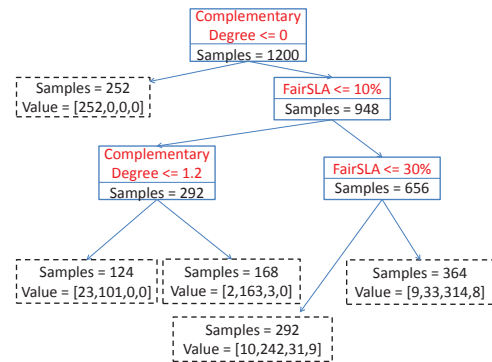 Complementary
Degree <= 0
Samples = 1200
Samples = 252
Value = [252,0,0,0]
FairSLA <= 10%
Samples = 948
Complementary
Degree <= 1.2
Samples = 292
FairSLA <= 30%
Samples = 656
Samples = 124
Value = [23,101,0,0]
Samples = 168
Value = [2,163,3,0]
Samples = 364
Value = [9,33,314,8]
Samples = 292
Value = [10,242,31,9]